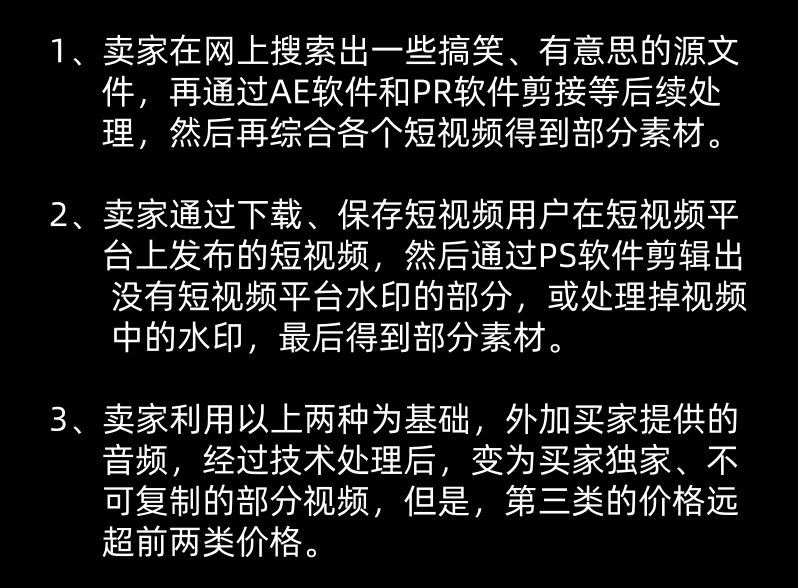 1、卖家在网上搜索出一些搞笑、有意思的源文
件，再通过AE软件和PR软件剪接等后续处
理，然后再综合各个短视频得到部分素材。
2、卖家通过下载、保存短视频用户在短视频平
台上发布的短视频，然后通过PS软件剪辑出
没有短视频平台水印的部分，或处理掉视频
中的水印，最后得到部分素材。
3、卖家利用以上两种为基础，外加买家提供的
音频，经过技术处理后，变为买家独家、不
可复制的部分视频，但是，第三类的价格远
超前两类价格。